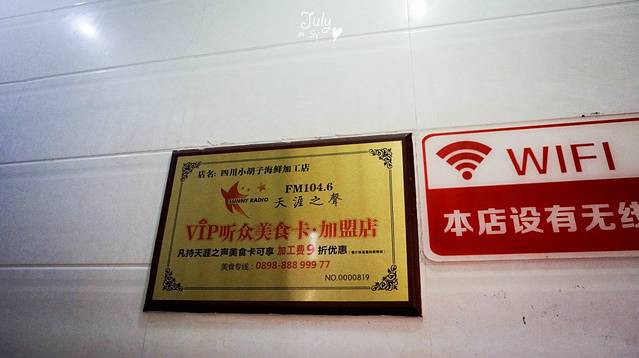 July
in Sy
店名: 四川小胡子海鲜加工店
SUNNY RADIO
FM104.6
天涯之聲
VIP听众美食卡·加盟店
凡持天涯之声美食卡可享 加工费9折优惠
美食专线: 0898-888 999 77
NO.0000819
WIFI
本店设有无线